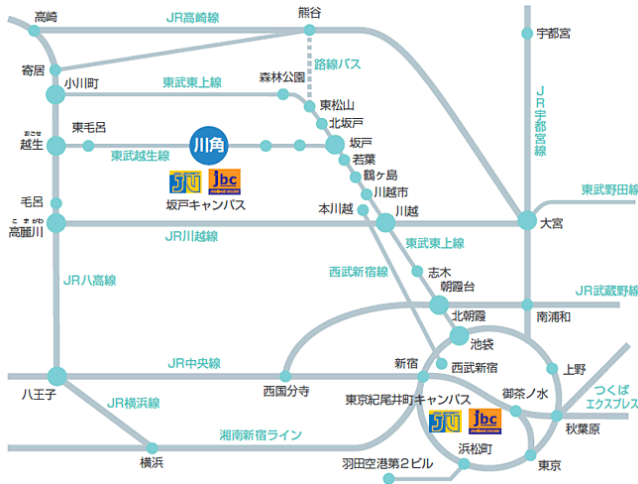 高崎
JR高崎線
熊谷
宇都宮
寄居
路線バス
小川町
東武東上線
森林公園
JR宇都宮線
東松山
おごせ
越生
東毛呂
北坂戸
東武越生線
川角
坂戸
若葉
JU
jbc
鶴ヶ島
坂戸キャンパス
川越市
東武野田線
毛呂
本川越
こまがわ
高麗川
JR川越線
川越
大宮
東武東上線
JR八高線
西武新宿線
志木
朝霞台
JR武蔵野線
北朝霞
南浦和
池袋
JR中央線
新宿
西武新宿
上野
八王子
西国分寺
東京紀尾井町キャンパス
御茶ノ水
つくば
エクスプレス
JR横浜線
JU
jbc
秋葉原
湘南新宿ライン
浜松町
横浜
羽田空港第2ビル
東京